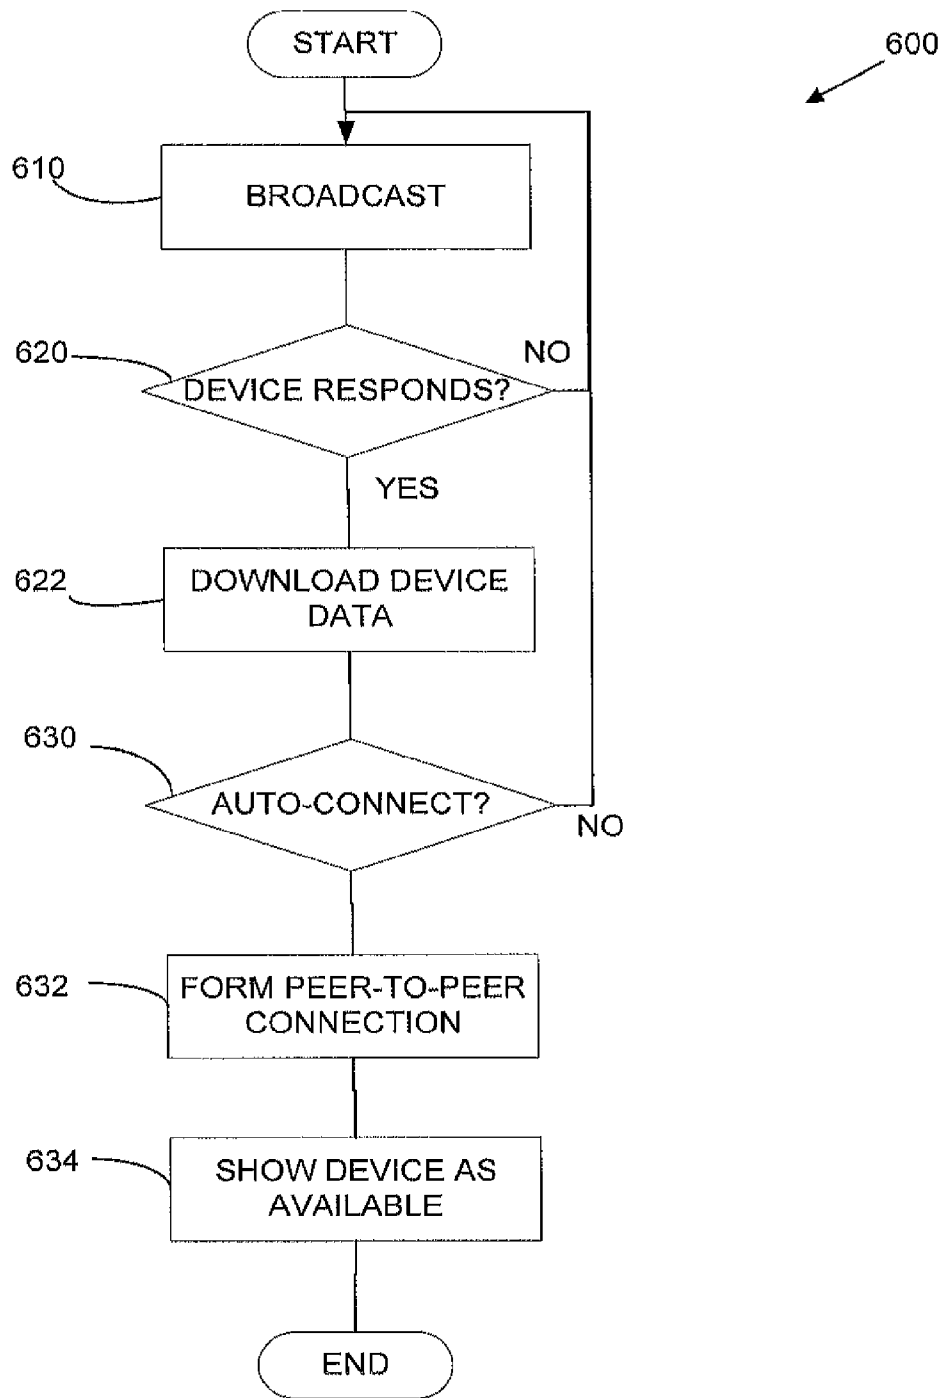 START
600
610
BROADCAST
620
NO
DEVICE RESPONDS?
YES
622
DOWNLOAD DEVICE
DATA
630
AUTO-CONNECT?
NO
632
FORM PEER-TO-PEER
CONNECTION
634
SHOW DEVICE AS
AVAILABLE
END